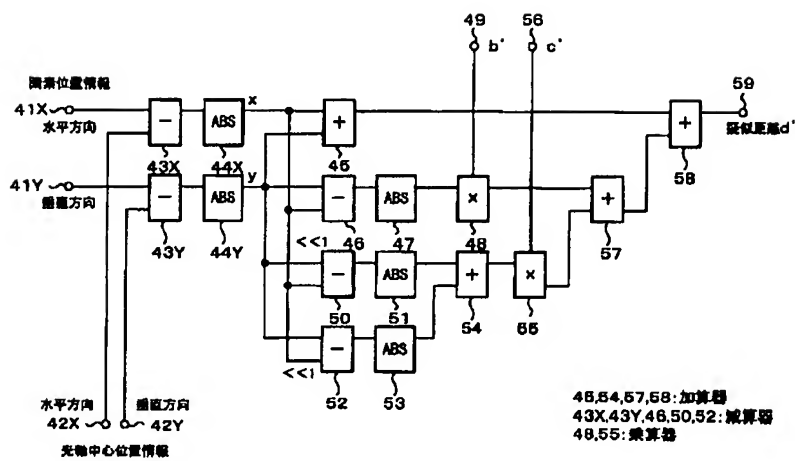 49
56
b'
c'
画素位置情報
41X
水平方向
x
59
疑似距離d'
−
ABS
+
+
43X
44X
45
58
41Y
垂直方向
y
−
ABS
−
ABS
×
+
43Y
44Y
46
47
48
57
<<1
−
ABS
+
×
50
51
54
55
−
ABS
<<1
52
53
水平方向
垂直方向
42X
42Y
光軸中心位置情報
45,54,57,58:加算器
43X,43Y,46,50,52:減算器
48,55:乗算器